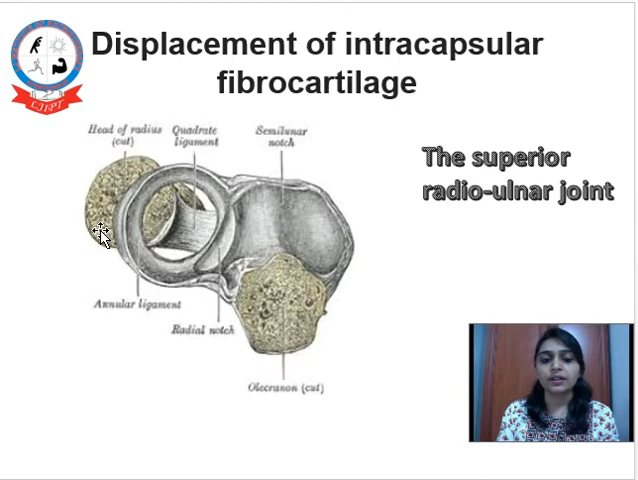 Displacement of intracapsular
fibrocartilage
LJIPT
Head of radius
(cut)
Quadrate
ligament
Semilunar
notch
The superior
radio-ulnar joint
Annular ligament
Radial notch
Olecranon (cut)